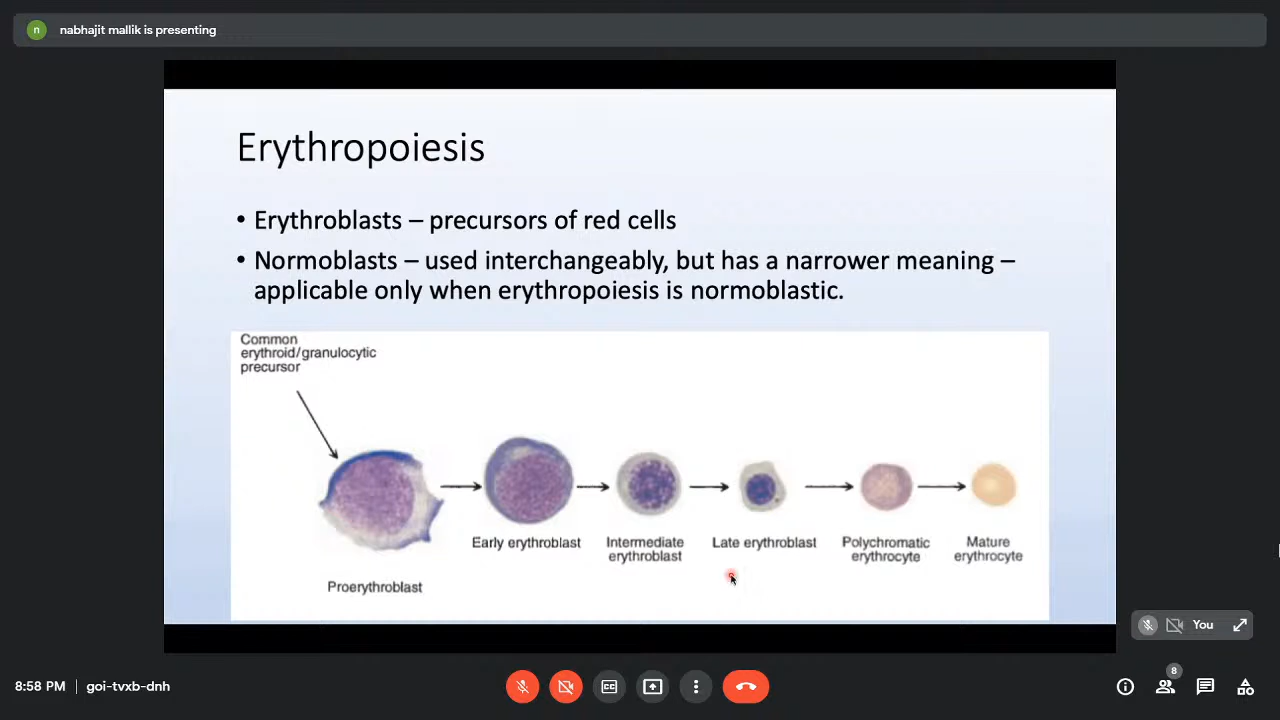 n nabhajit mallik is presenting
Erythropoiesis
• Erythroblasts – precursors of red cells
• Normoblasts – used interchangeably, but has a narrower meaning –
applicable only when erythropoiesis is normoblastic.
Common
erythroid/granulocytic
precursor
Proerythroblast
Early erythroblast
Intermediate
erythroblast
Late erythroblast
Polychromatic
erythrocyte
Mature
erythrocyte
You
8:58 PM | goi-tvxb-dnh
CC
8